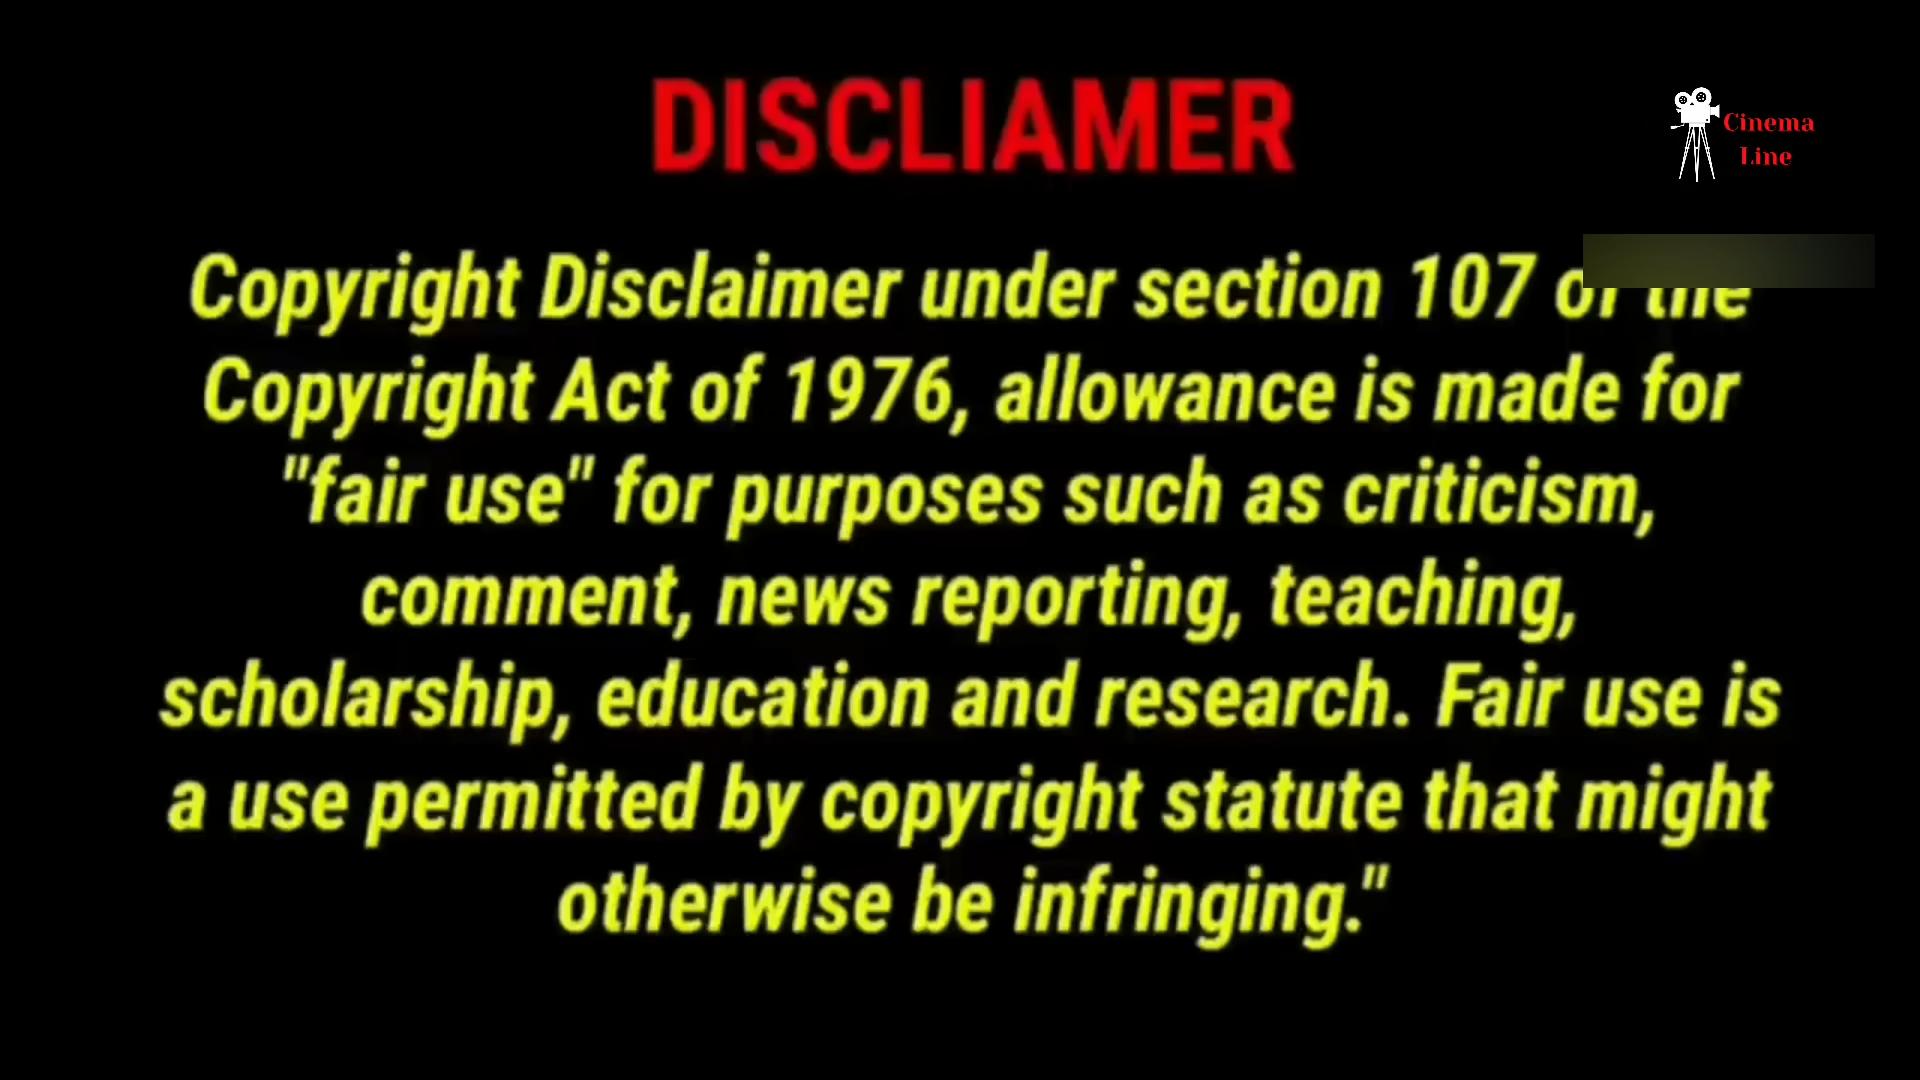 DISCLIAMER
Cinema
Line
Copyright Disclaimer under section 107 of the
Copyright Act of 1976, allowance is made for
"fair use" for purposes such as criticism,
comment, news reporting, teaching,
scholarship, education and research. Fair use is
a use permitted by copyright statute that might
otherwise be infringing."